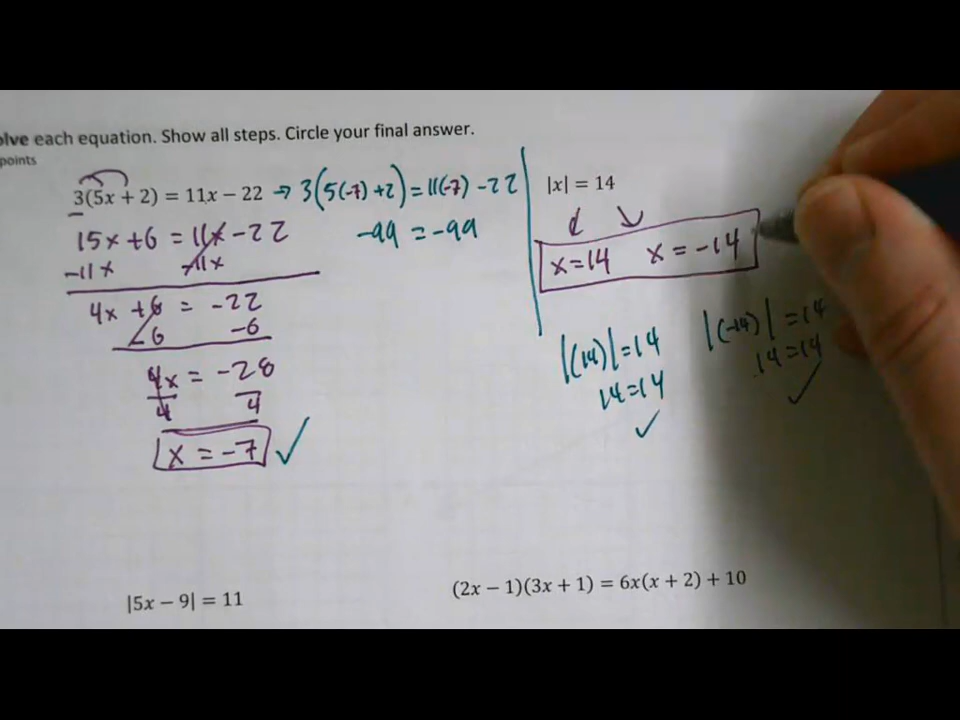 olve each equation. Show all steps. Circle your final answer.
points
3(5x + 2) = 11x − 22 → 3(5(-7)+2) = 11(-7) -22
15x + 6 = 11x - 22
-99 = -99
-11x -11x
4x + 6 = -22
-6 -6
4x = -28
4 4
x = -7 ✓
|x| = 14
x = 14 x = -14
|(14)| = 14 |(-14)| = 14
14 = 14 14 = 14
✓ ✓
|5x − 9| = 11
(2x − 1)(3x + 1) = 6x(x + 2) + 10